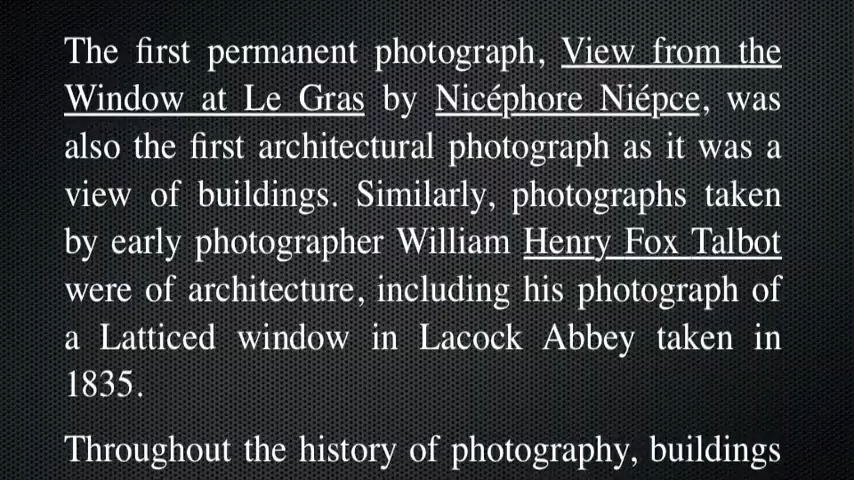 The first permanent photograph, View from the
Window at Le Gras by Nicéphore Niépce, was
also the first architectural photograph as it was a
view of buildings. Similarly, photographs taken
by early photographer William Henry Fox Talbot
were of architecture, including his photograph of
a Latticed window in Lacock Abbey taken in
1835.
Throughout the history of photography, buildings